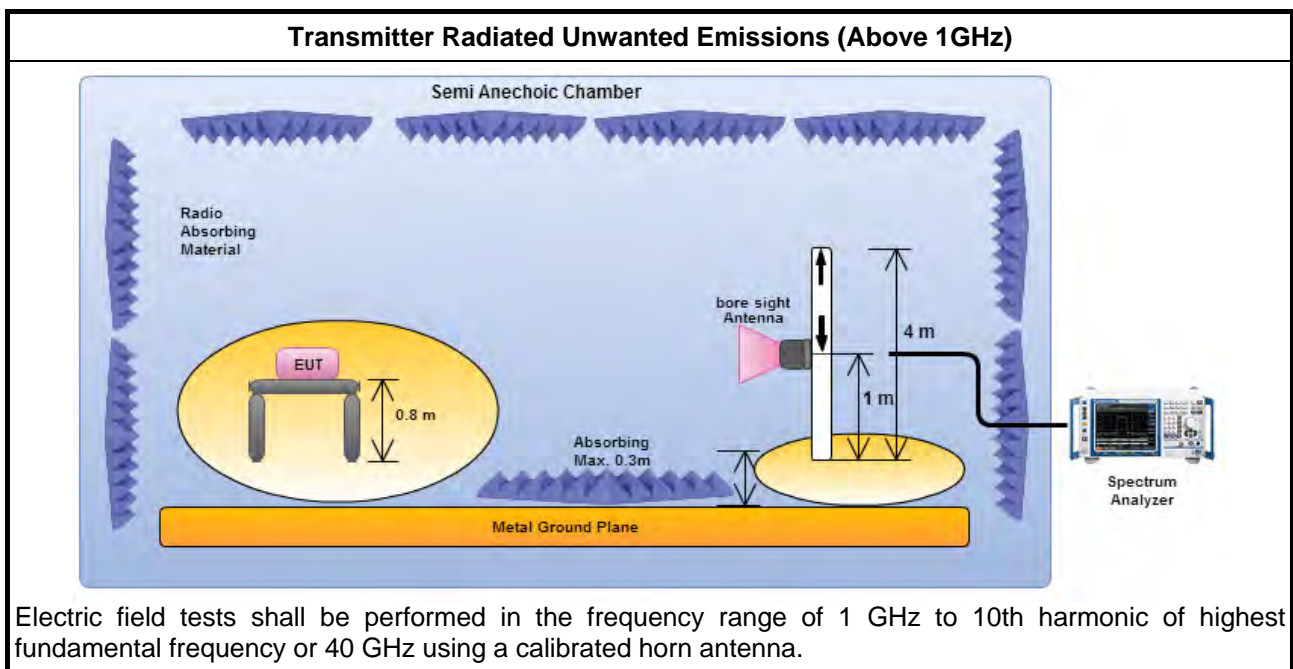 Transmitter Radiated Unwanted Emissions (Above 1GHz)
Semi Anechoic Chamber
Radio
Absorbing
Material
bore sight
Antenna
4 m
EUT
1 m
0.8 m
Absorbing
Max. 0.3m
Spectrum
Analyzer
Metal Ground Plane
Electric field tests shall be performed in the frequency range of 1 GHz to 10th harmonic of highest
fundamental frequency or 40 GHz using a calibrated horn antenna.